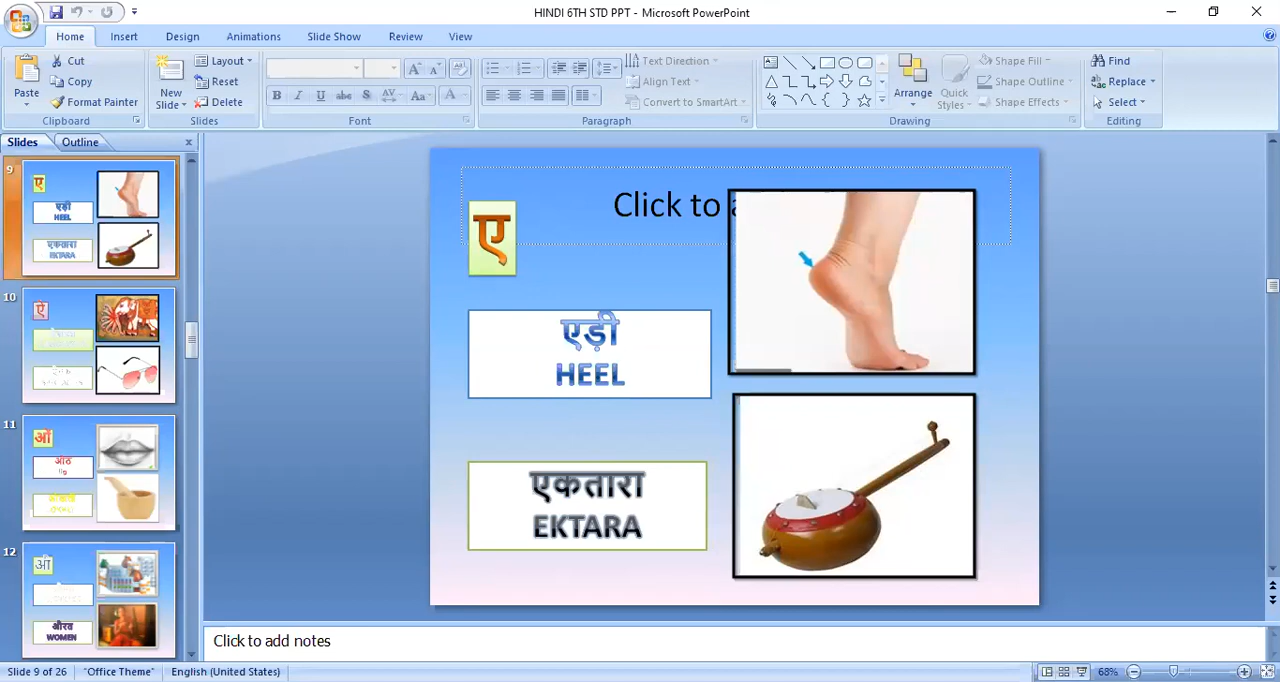 HINDI 6TH STD PPT - Microsoft PowerPoint
Home Insert Design Animations Slide Show Review View
Paste
Cut
Copy
Format Painter
Clipboard
New
Slide
Layout
Reset
Delete
Slides
B I U abc S AV Aa A
Font
Text Direction
Align Text
Convert to SmartArt
Paragraph
Arrange
Quick
Styles
Shape Fill
Shape Outline
Shape Effects
Drawing
Find
Replace
Select
Editing
Slides Outline
9
ए
एड़ी
HEEL
एकतारा
EKTARA
10
ऐ
11
ओ
ओंठ
12
औ
औरत
WOMEN
Click to
ए
एड़ी
HEEL
एकतारा
EKTARA
Click to add notes
Slide 9 of 26 "Office Theme" English (United States) 68%